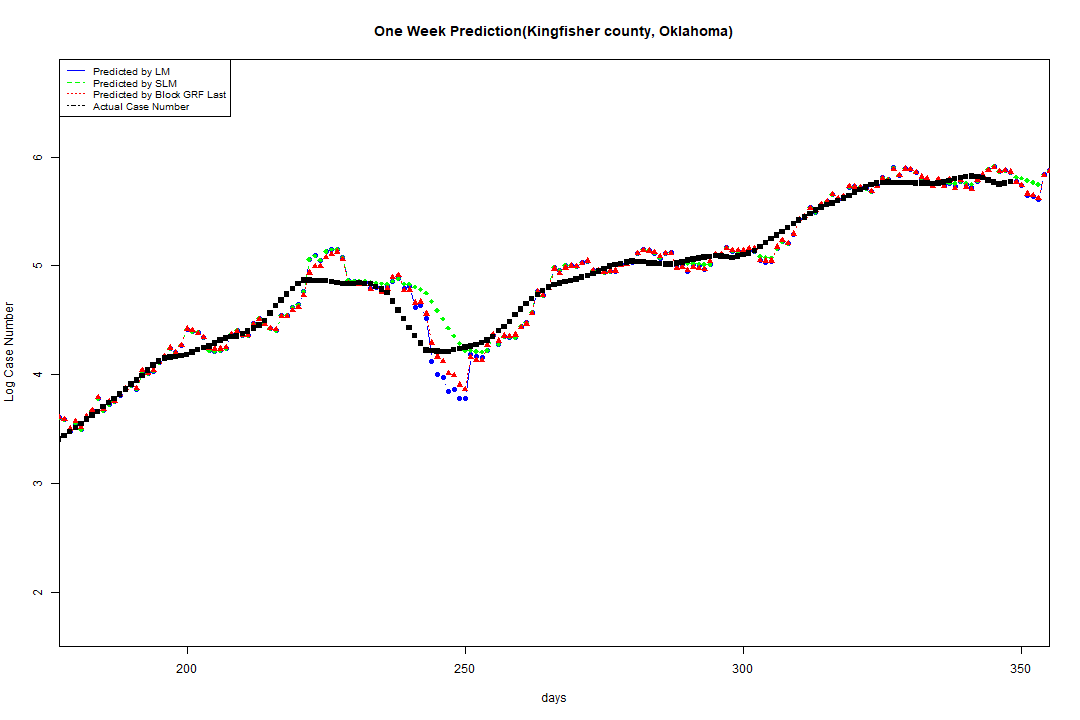 One Week Prediction(Kingfisher county, Oklahoma)
Predicted by LM
Predicted by SLM
Predicted by Block GRF Last
Actual Case Number
6
5
4
3
2
Log Case Number
200 250 300 350
days